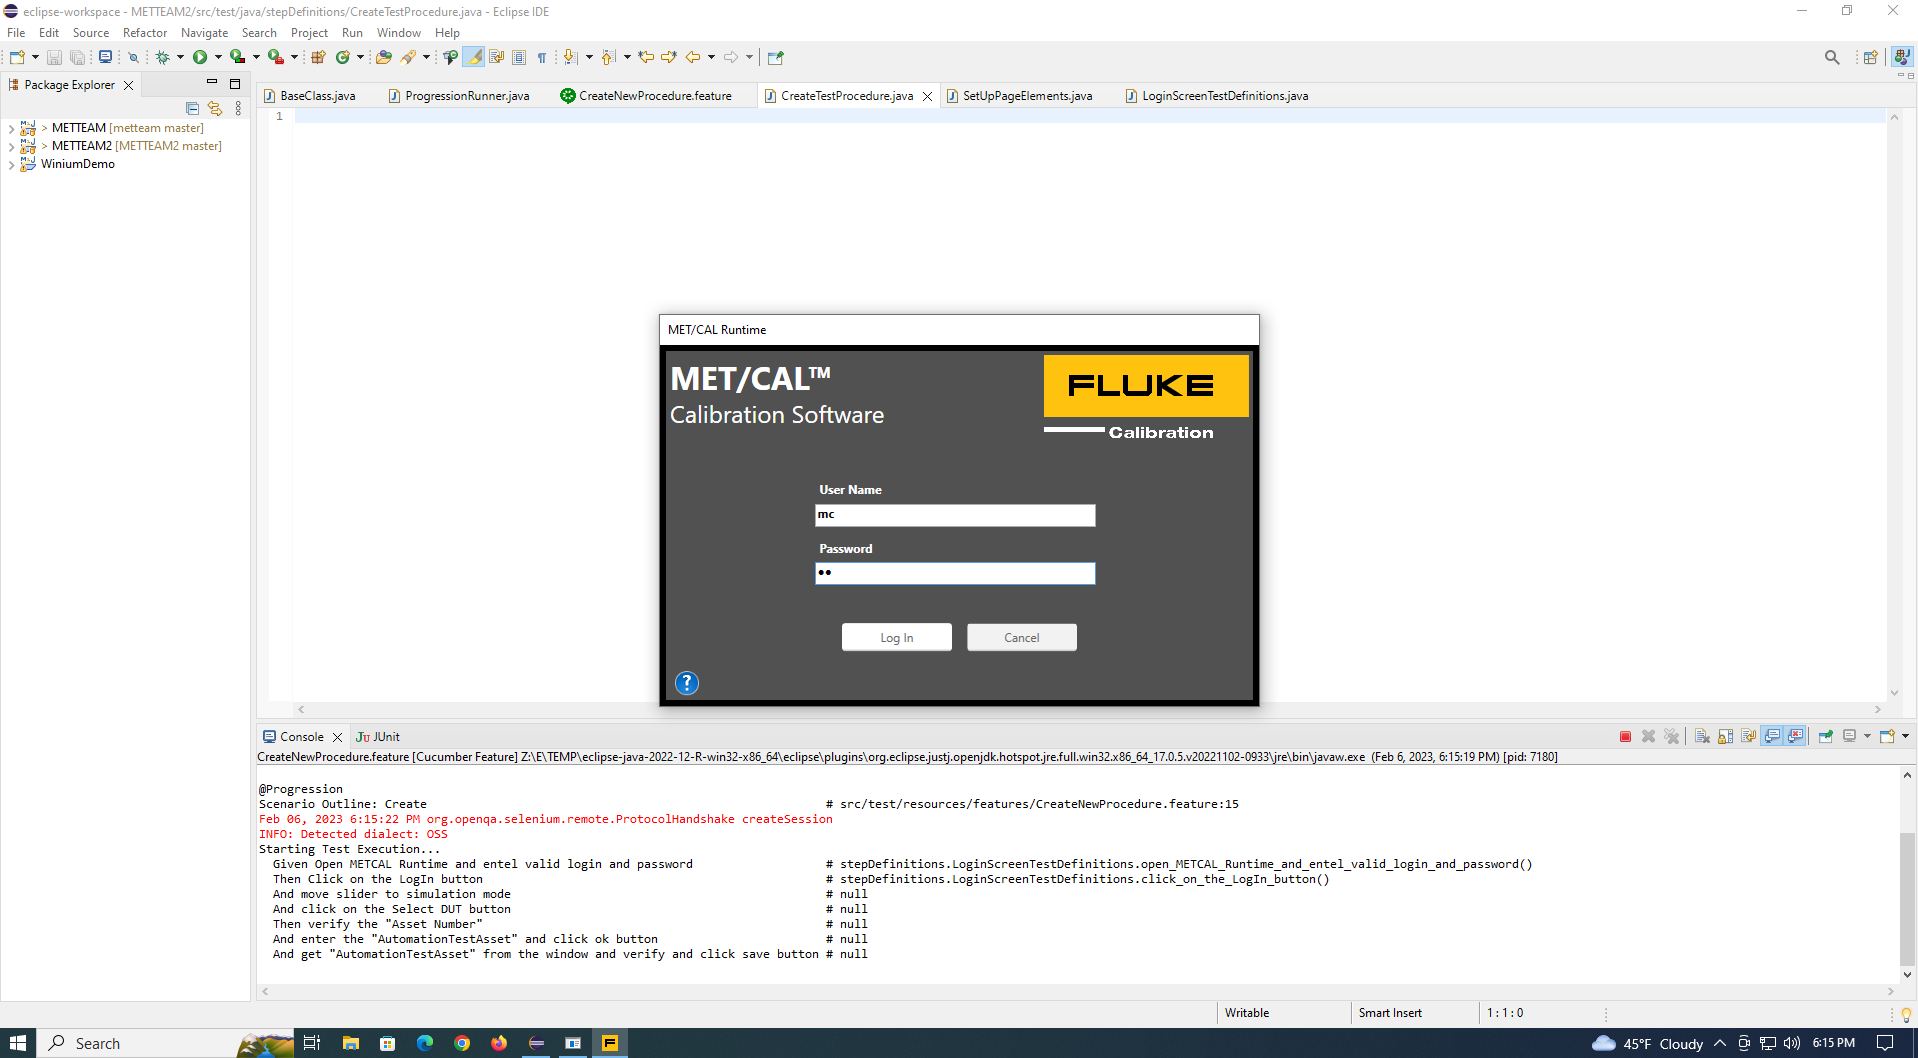 eclipse-workspace - METTEAM2/src/test/java/stepDefinitions/CreateTestProcedure.java - Eclipse IDE
File Edit Source Refactor Navigate Search Project Run Window Help
Package Explorer
BaseClass.java ProgressionRunner.java CreateNewProcedure.feature CreateTestProcedure.java SetUpPageElements.java LoginScreenTestDefinitions.java
1
> METTEAM [metteam master]
> METTEAM2 [METTEAM2 master]
WiniumDemo
MET/CAL Runtime
MET/CAL™
Calibration Software
FLUKE
Calibration
User Name
mc
Password
••
Log In Cancel
?
Console JUnit
CreateNewProcedure.feature [Cucumber Feature] Z:\E\TEMP\eclipse-java-2022-12-R-win32-x86_64\eclipse\plugins\org.eclipse.justj.openjdk.hotspot.jre.full.win32.x86_64_17.0.5.v20221102-0933\jre\bin\javaw.exe (Feb 6, 2023, 6:15:19 PM) [pid: 7180]
@Progression
Scenario Outline: Create # src/test/resources/features/CreateNewProcedure.feature:15
Feb 06, 2023 6:15:22 PM org.openqa.selenium.remote.ProtocolHandshake createSession
INFO: Detected dialect: OSS
Starting Test Execution...
Given Open METCAL Runtime and entel valid login and password # stepDefinitions.LoginScreenTestDefinitions.open_METCAL_Runtime_and_entel_valid_login_and_password()
Then Click on the LogIn button # stepDefinitions.LoginScreenTestDefinitions.click_on_the_LogIn_button()
And move slider to simulation mode # null
And click on the Select DUT button # null
Then verify the "Asset Number" # null
And enter the "AutomationTestAsset" and click ok button # null
And get "AutomationTestAsset" from the window and verify and click save button # null
Writable Smart Insert 1 : 1 : 0
Search 45°F Cloudy 6:15 PM